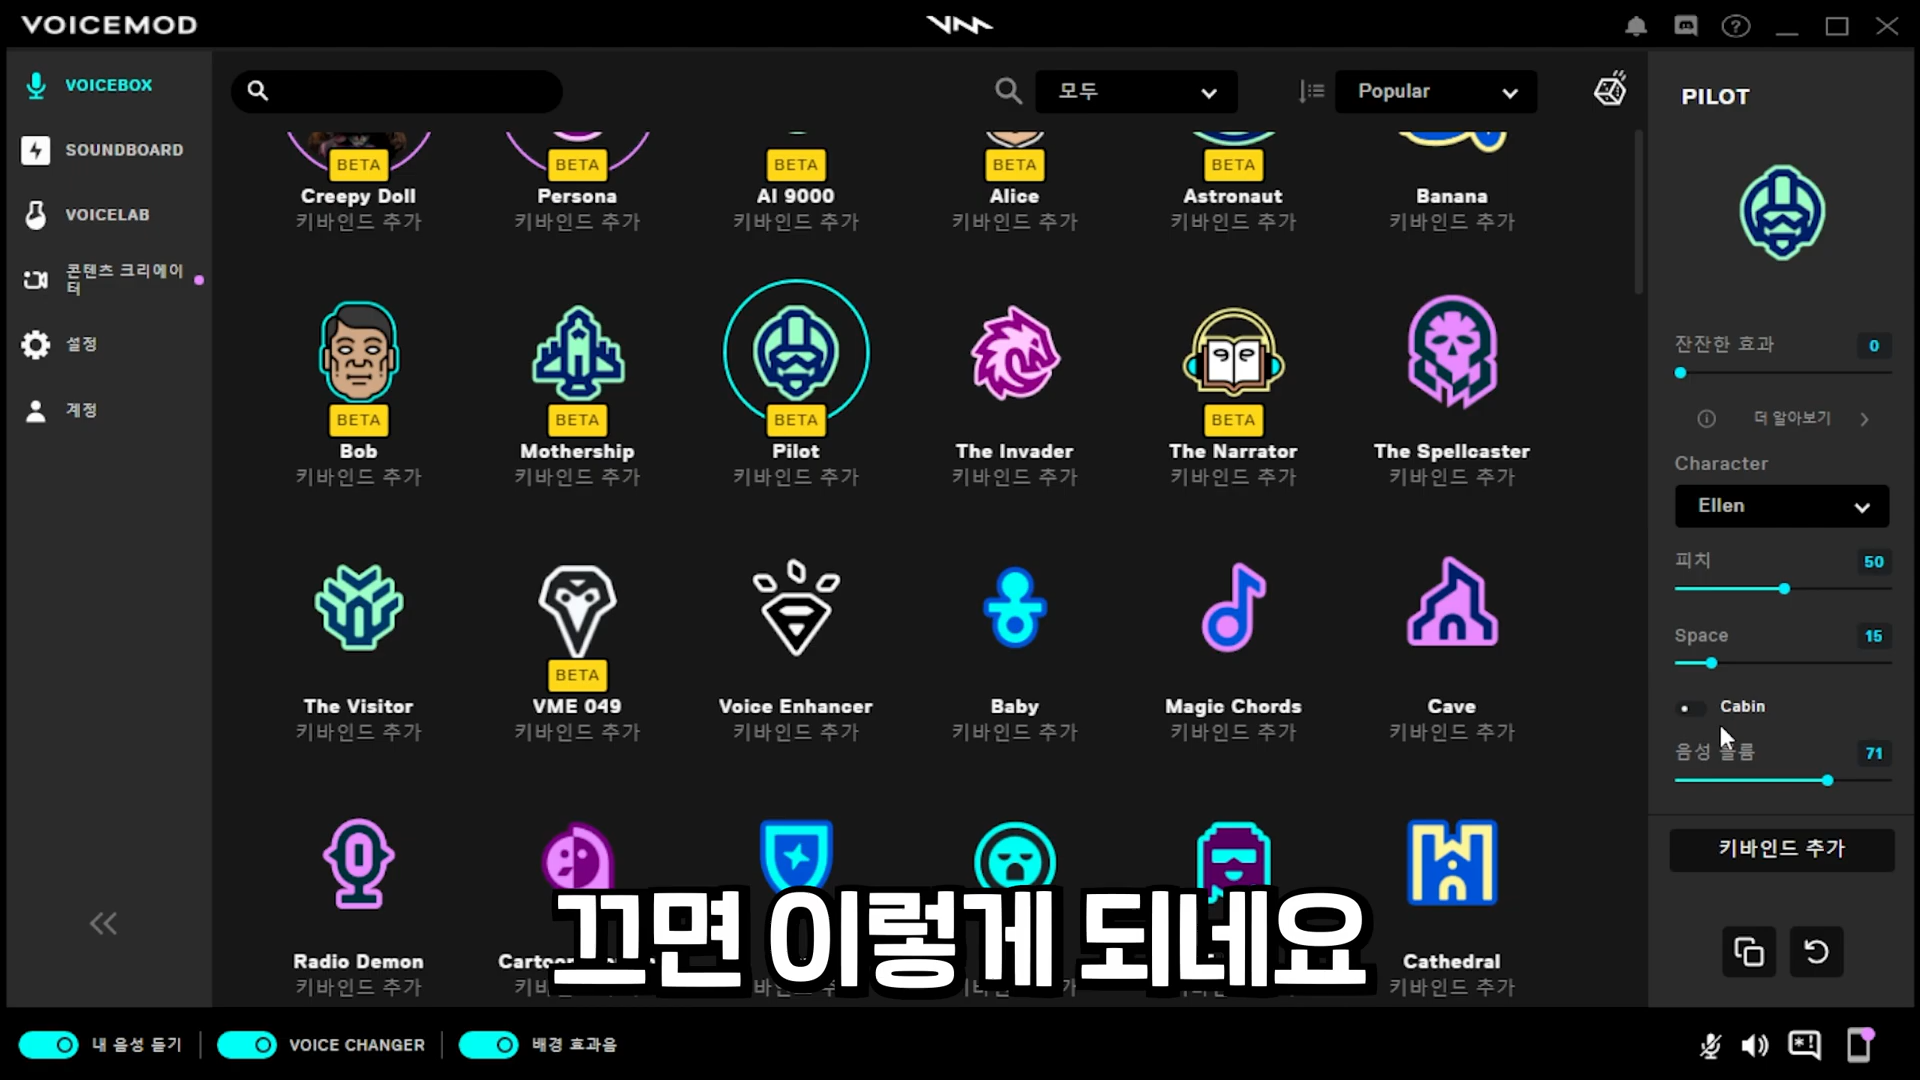 VOICEMOD
VOICEBOX
SOUNDBOARD
VOICELAB
콘텐츠 크리에이
터
설정
계정
모두
Popular
BETA BETA BETA BETA BETA
Creepy Doll Persona AI 9000 Alice Astronaut Banana
키바인드 추가 키바인드 추가 키바인드 추가 키바인드 추가 키바인드 추가 키바인드 추가
BETA BETA BETA BETA
Bob Mothership Pilot The Invader The Narrator The Spellcaster
키바인드 추가 키바인드 추가 키바인드 추가 키바인드 추가 키바인드 추가 키바인드 추가
BETA
The Visitor VME 049 Voice Enhancer Baby Magic Chords Cave
키바인드 추가 키바인드 추가 키바인드 추가 키바인드 추가 키바인드 추가 키바인드 추가
Radio Demon Cathedral
키바인드 추가 키바인드 추가
끄면 이렇게 되네요
PILOT
잔잔한 효과 0
더 알아보기
Character
Ellen
피치 50
Space 15
Cabin
음성 볼륨 71
키바인드 추가
내 음성 듣기 VOICE CHANGER 배경 효과음